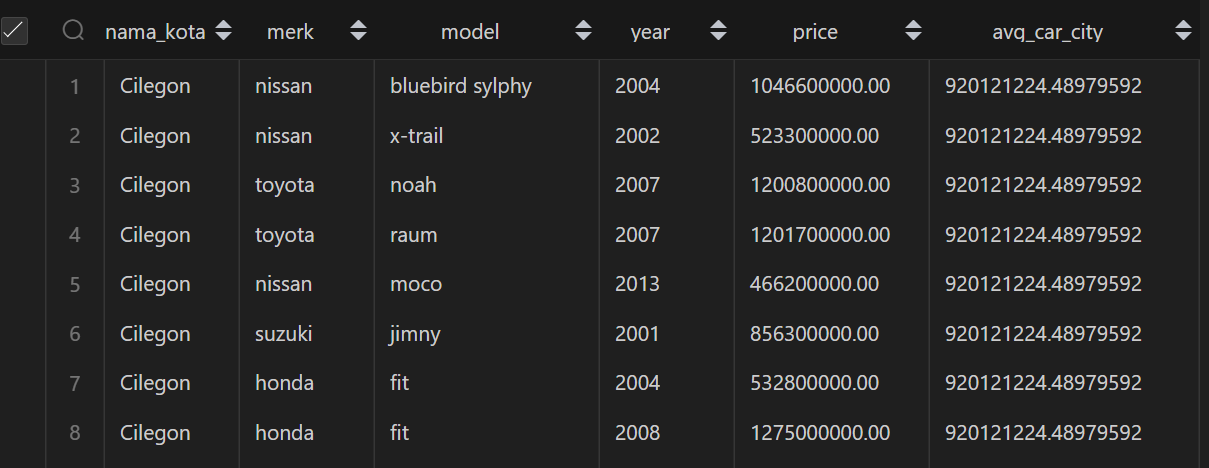 nama_kota merk model year price avq_car_city
1 Cilegon nissan bluebird sylphy 2004 1046600000.00 920121224.48979592
2 Cilegon nissan x-trail 2002 523300000.00 920121224.48979592
3 Cilegon toyota noah 2007 1200800000.00 920121224.48979592
4 Cilegon toyota raum 2007 1201700000.00 920121224.48979592
5 Cilegon nissan moco 2013 466200000.00 920121224.48979592
6 Cilegon suzuki jimny 2001 856300000.00 920121224.48979592
7 Cilegon honda fit 2004 532800000.00 920121224.48979592
8 Cilegon honda fit 2008 1275000000.00 920121224.48979592